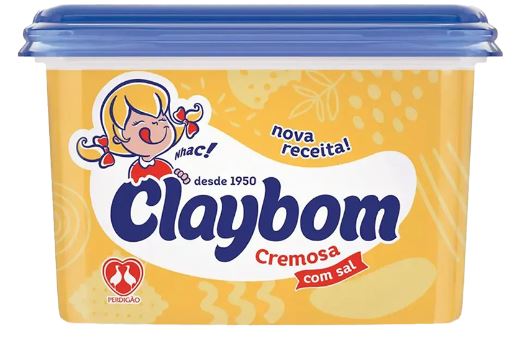 Nhac!
nova
receita!
desde 1950
Claybom
Cremosa
com sal
PERDIGÃO